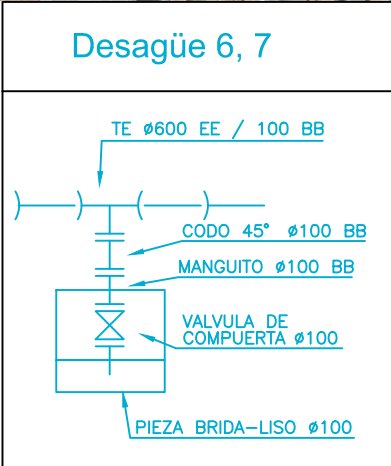 Desagüe 6, 7
TE ø600 EE / 100 BB
CODO 45° ø100 BB
MANGUITO ø100 BB
VALVULA DE
COMPUERTA ø100
PIEZA BRIDA-LISO ø100